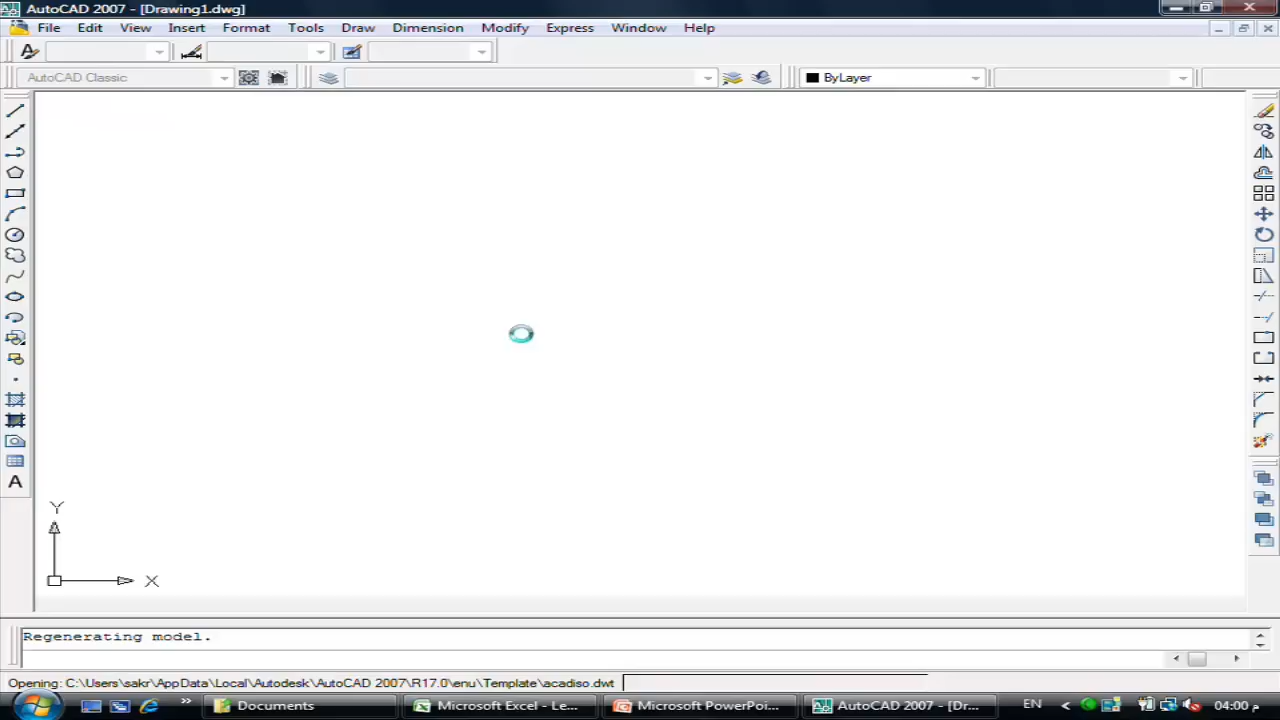 AutoCAD 2007 - [Drawing1.dwg]
File Edit View Insert Format Tools Draw Dimension Modify Express Window Help
AutoCAD Classic ByLayer
A
Y
X
Regenerating model.
Opening: C:\Users\sakr\AppData\Local\Autodesk\AutoCAD 2007\R17.0\enu\Template\acadiso.dwt
Documents Microsoft Excel - Le... Microsoft PowerPoi... AutoCAD 2007 - [Dr... EN 04:00 م